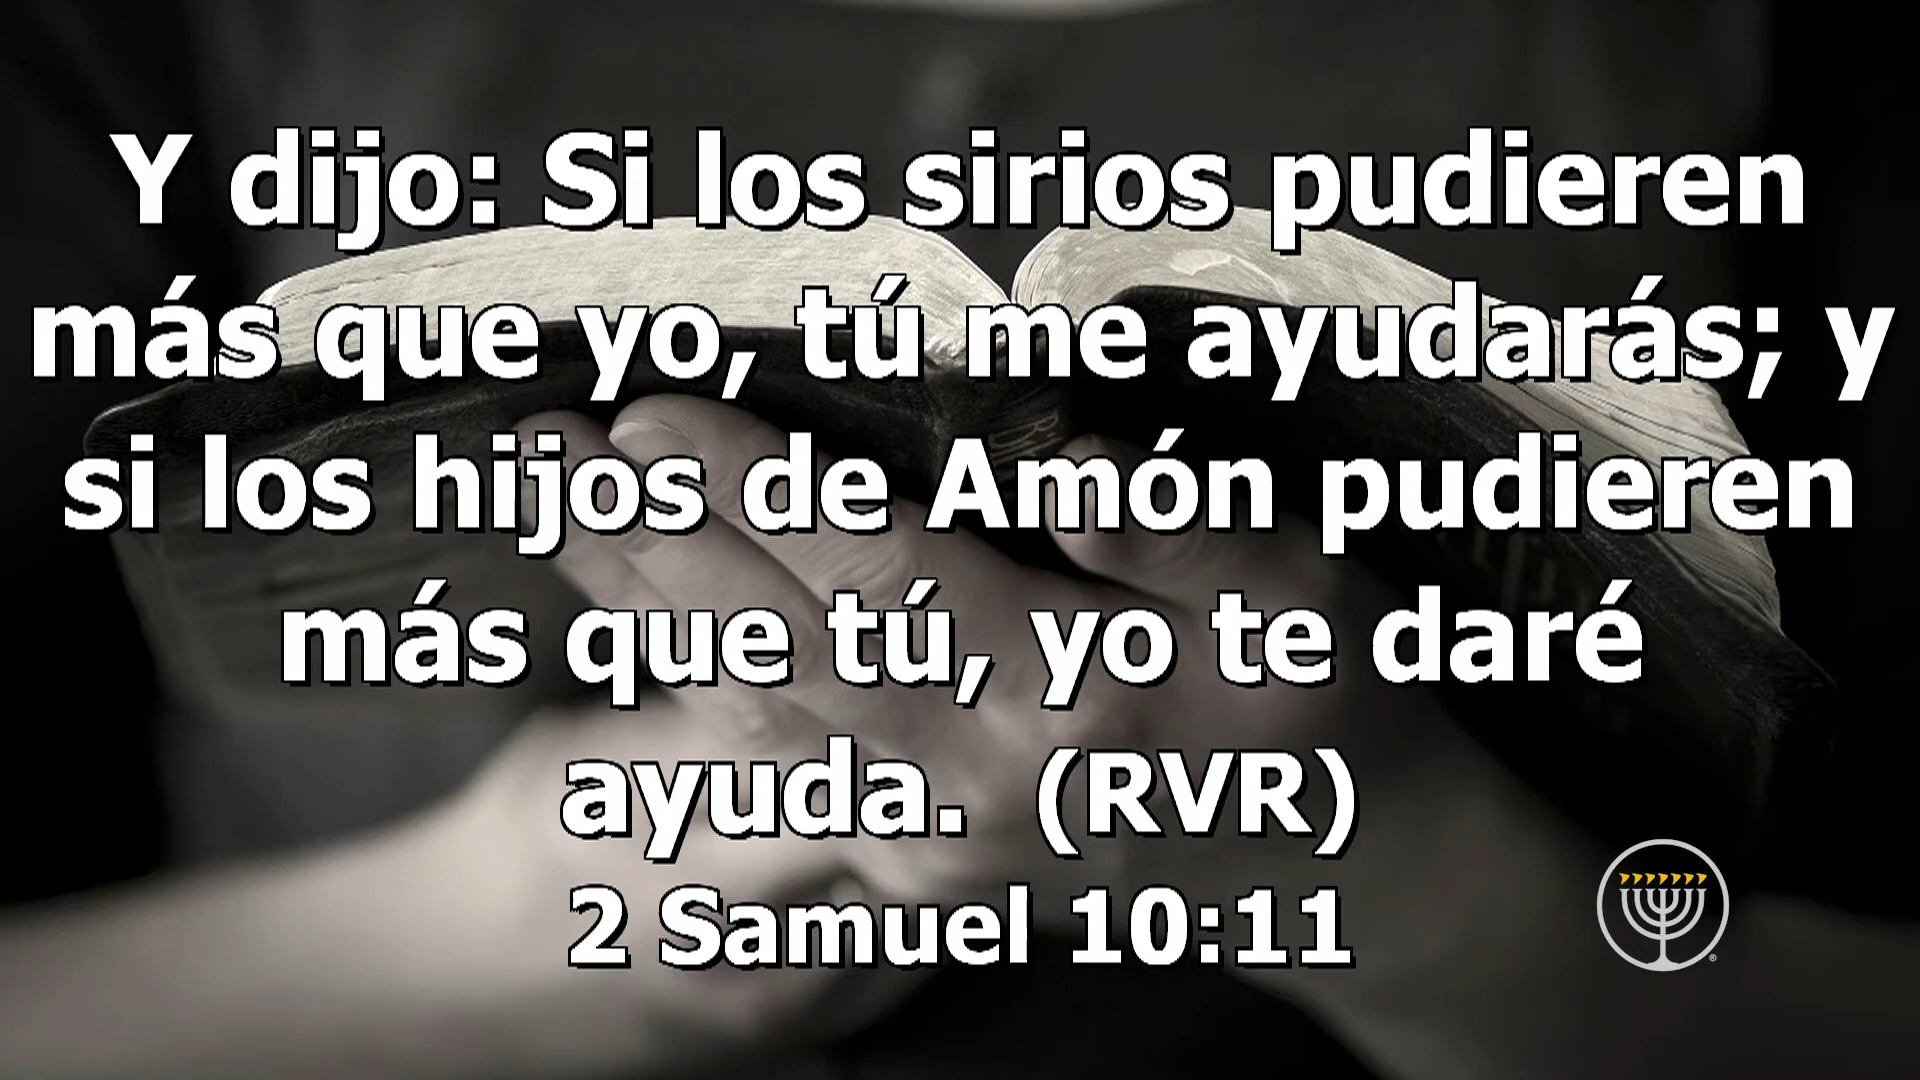 Y dijo: Si los sirios pudieren
más que yo, tú me ayudarás; y
si los hijos de Amón pudieren
más que tú, yo te daré
ayuda.  (RVR)
2 Samuel 10:11
®